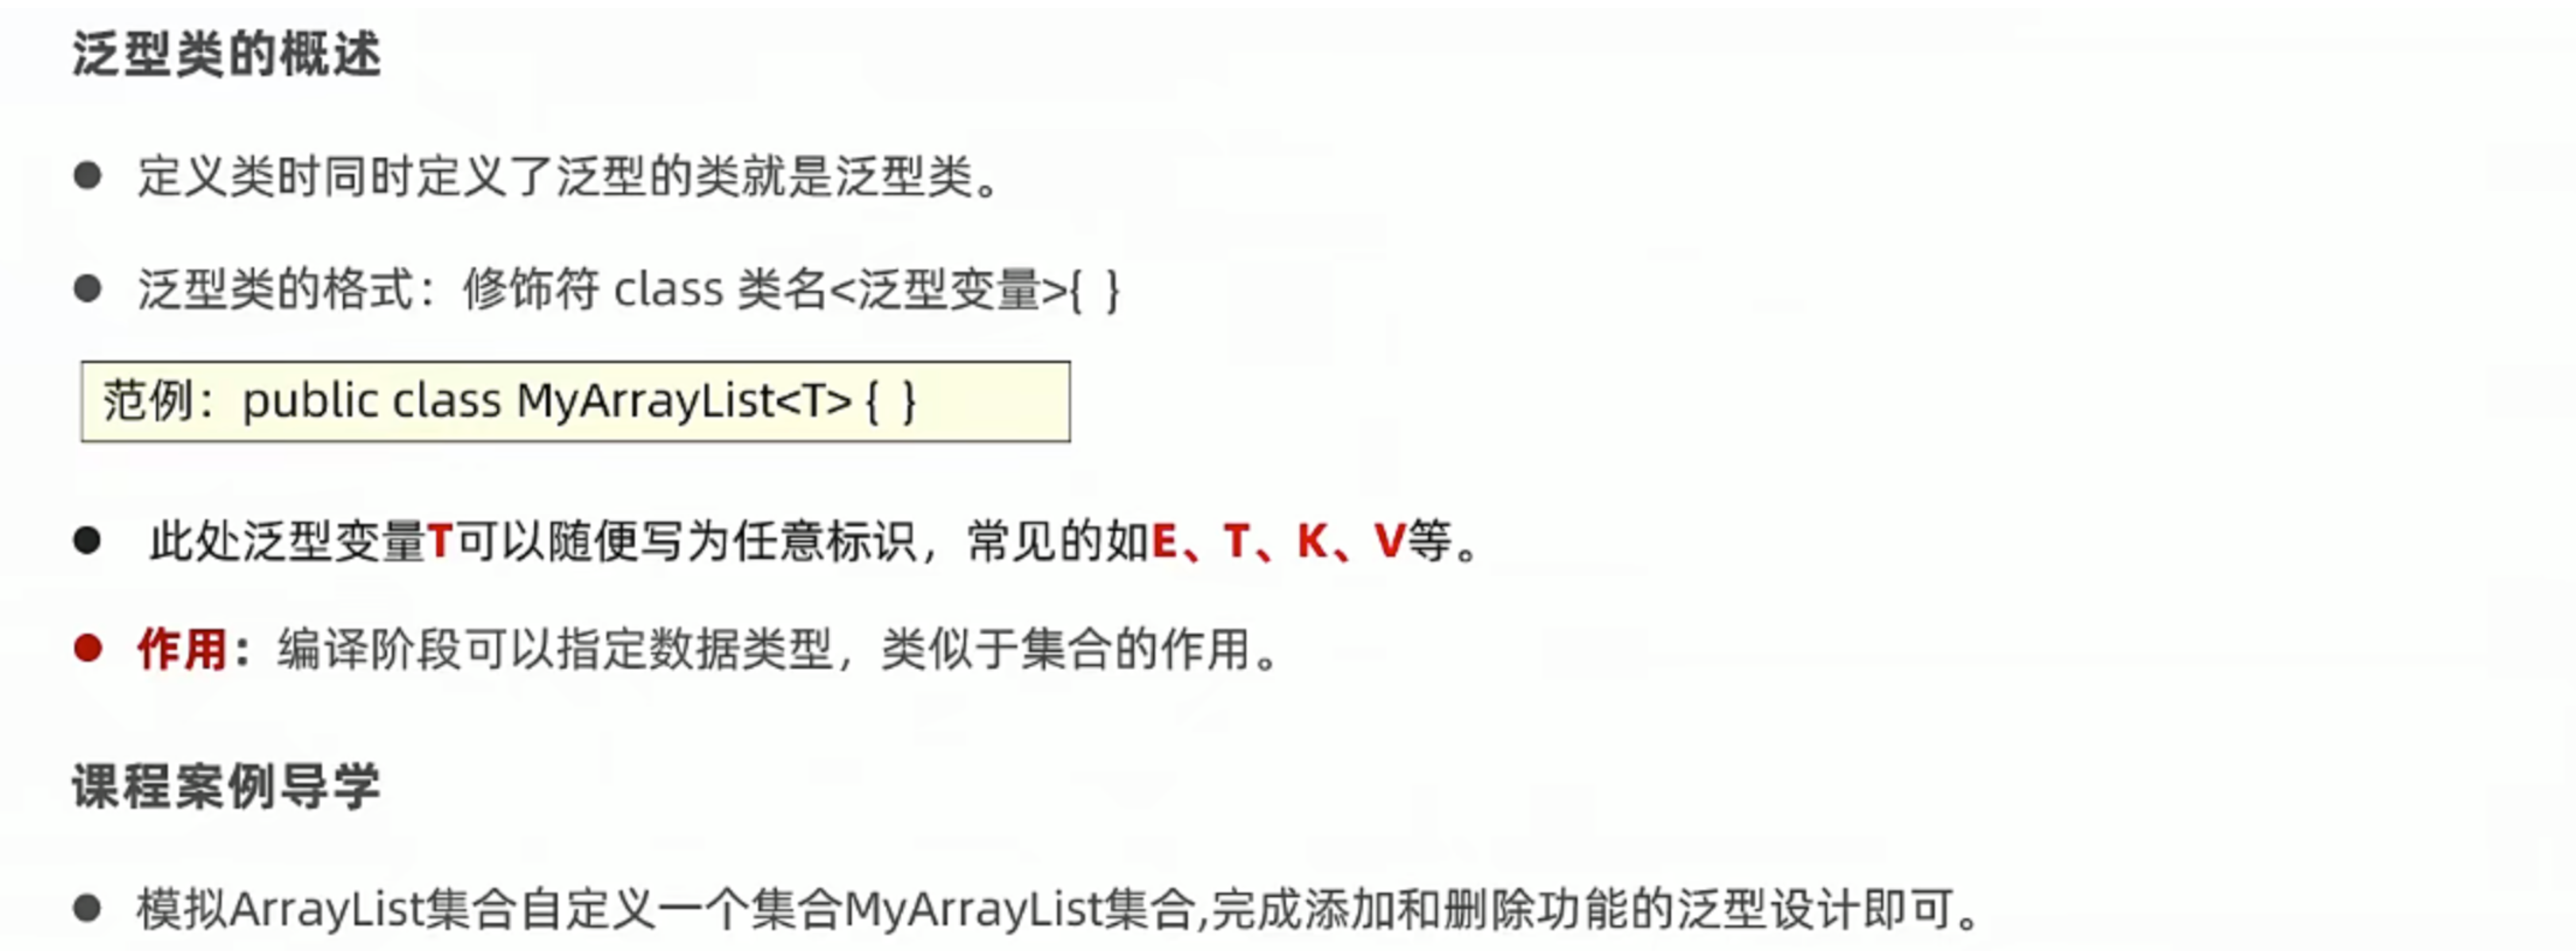 泛型类的概述
● 定义类时同时定义了泛型的类就是泛型类。
● 泛型类的格式：修饰符 class 类名<泛型变量>{ }
范例：public class MyArrayList<T> { }
● 此处泛型变量T可以随便写为任意标识，常见的如E、T、K、V等。
● 作用：编译阶段可以指定数据类型，类似于集合的作用。
课程案例导学
● 模拟ArrayList集合自定义一个集合MyArrayList集合,完成添加和删除功能的泛型设计即可。